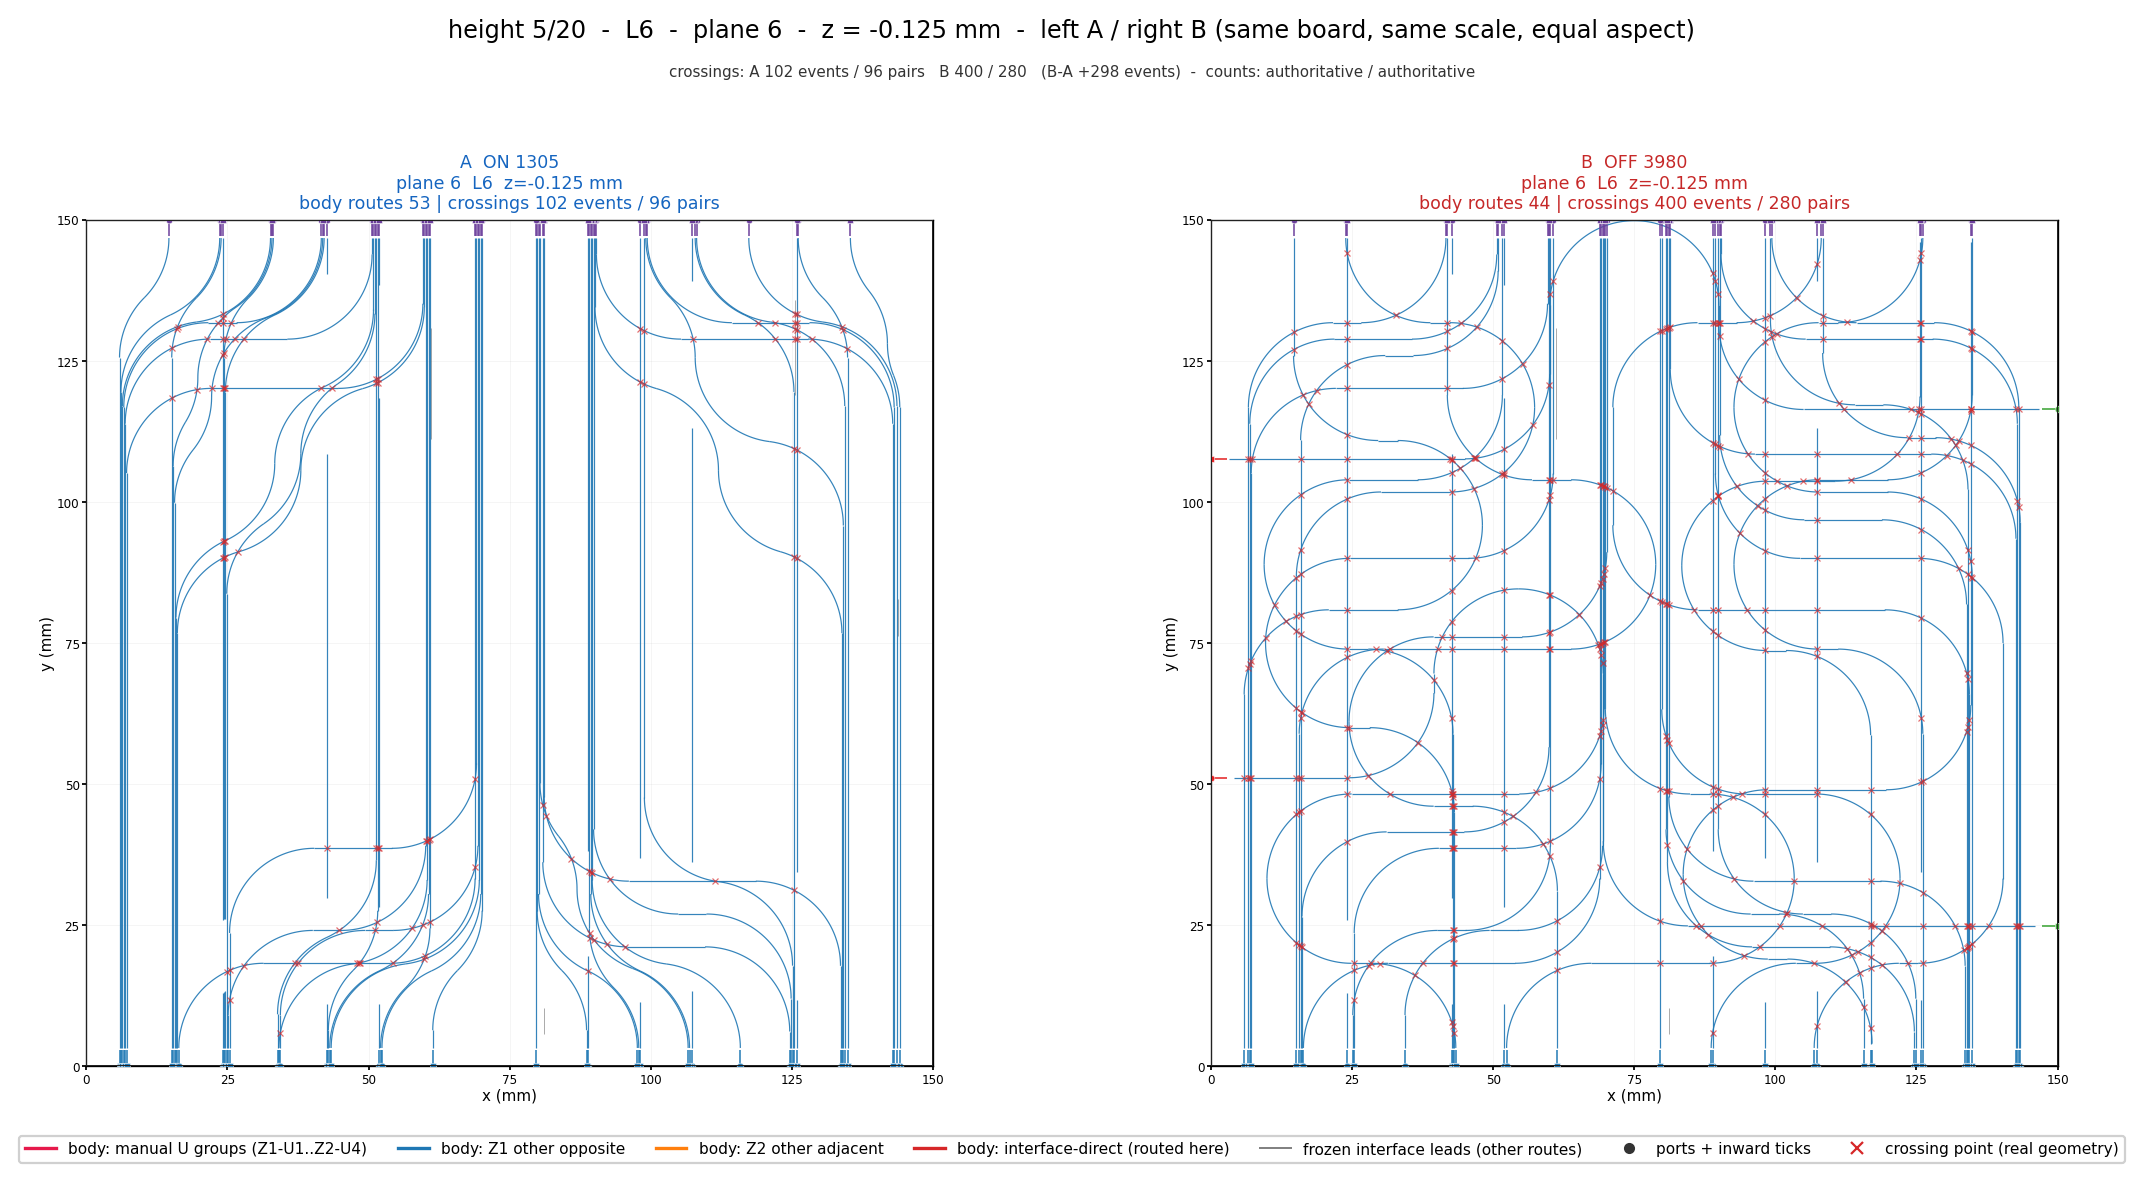 height 5/20  -  L6  -  plane 6  -  z = -0.125 mm  -  left A / right B (same board, same scale, equal aspect)
crossings: A 102 events / 96 pairs   B 400 / 280   (B-A +298 events)  -  counts: authoritative / authoritative
A  ON 1305
plane 6  L6  z=-0.125 mm
body routes 53 | crossings 102 events / 96 pairs
150
125
100
75
50
25
0
y (mm)
0 25 50 75 100 125 150
x (mm)
B  OFF 3980
plane 6  L6  z=-0.125 mm
body routes 44 | crossings 400 events / 280 pairs
150
125
100
75
50
25
0
y (mm)
0 25 50 75 100 125 150
x (mm)
body: manual U groups (Z1-U1..Z2-U4)
body: Z1 other opposite
body: Z2 other adjacent
body: interface-direct (routed here)
frozen interface leads (other routes)
ports + inward ticks
crossing point (real geometry)